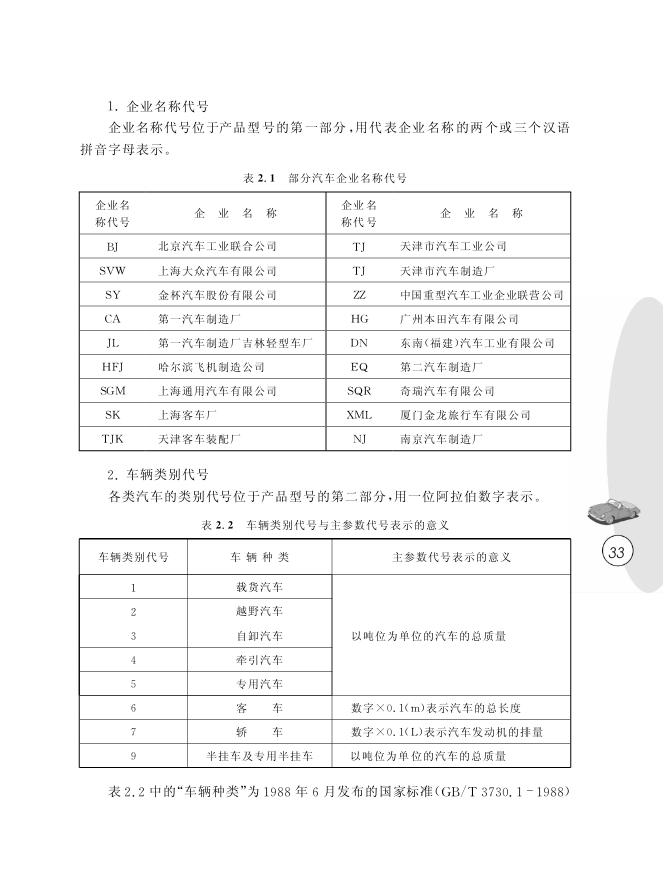 1. 企业名称代号
企业名称代号位于产品型号的第一部分,用代表企业名称的两个或三个汉语
拼音字母表示。
表 2.1 部分汽车企业名称代号
企业名称代号 企 业 名 称 企业名称代号 企 业 名 称
BJ 北京汽车工业联合公司 TJ 天津市汽车工业公司
SVW 上海大众汽车有限公司 TJ 天津市汽车制造厂
SY 金杯汽车股份有限公司 ZZ 中国重型汽车工业企业联营公司
CA 第一汽车制造厂 HG 广州本田汽车有限公司
JL 第一汽车制造厂吉林轻型车厂 DN 东南(福建)汽车工业有限公司
HFJ 哈尔滨飞机制造公司 EQ 第二汽车制造厂
SGM 上海通用汽车有限公司 SQR 奇瑞汽车有限公司
SK 上海客车厂 XML 厦门金龙旅行车有限公司
TJK 天津客车装配厂 NJ 南京汽车制造厂
2. 车辆类别代号
各类汽车的类别代号位于产品型号的第二部分,用一位阿拉伯数字表示。
表 2.2 车辆类别代号与主参数代号表示的意义
车辆类别代号 车 辆 种 类 主参数代号表示的意义
1 载货汽车
2 越野汽车
3 自卸汽车 以吨位为单位的汽车的总质量
4 牵引汽车
5 专用汽车
6 客 车 数字×0.1(m)表示汽车的总长度
7 轿 车 数字×0.1(L)表示汽车发动机的排量
9 半挂车及专用半挂车 以吨位为单位的汽车的总质量
表 2.2 中的“车辆种类”为 1988 年 6 月发布的国家标准(GB/T 3730.1-1988)
33